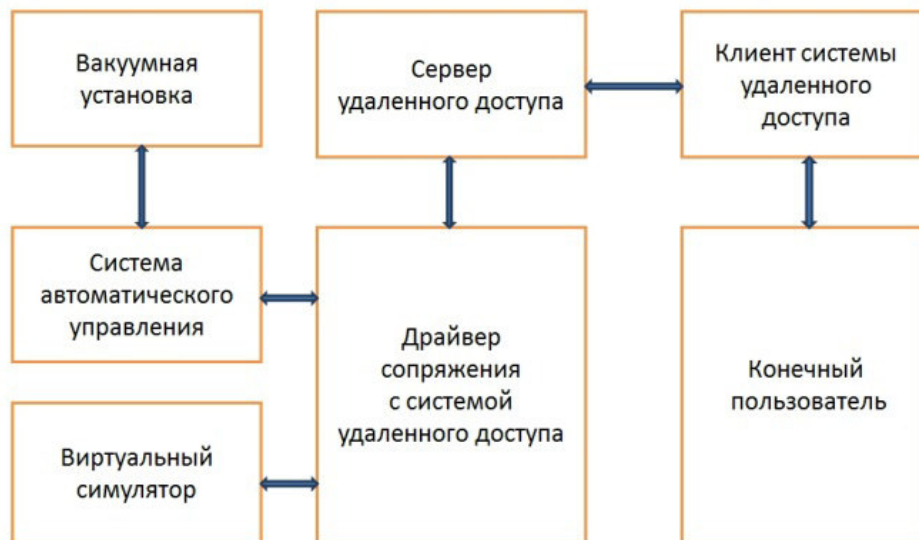 Вакуумная
установка
Сервер
удаленного доступа
Клиент системы
удаленного
доступа
Система
автоматического
управления
Драйвер
сопряжения
с системой
удаленного доступа
Конечный
пользователь
Виртуальный
симулятор